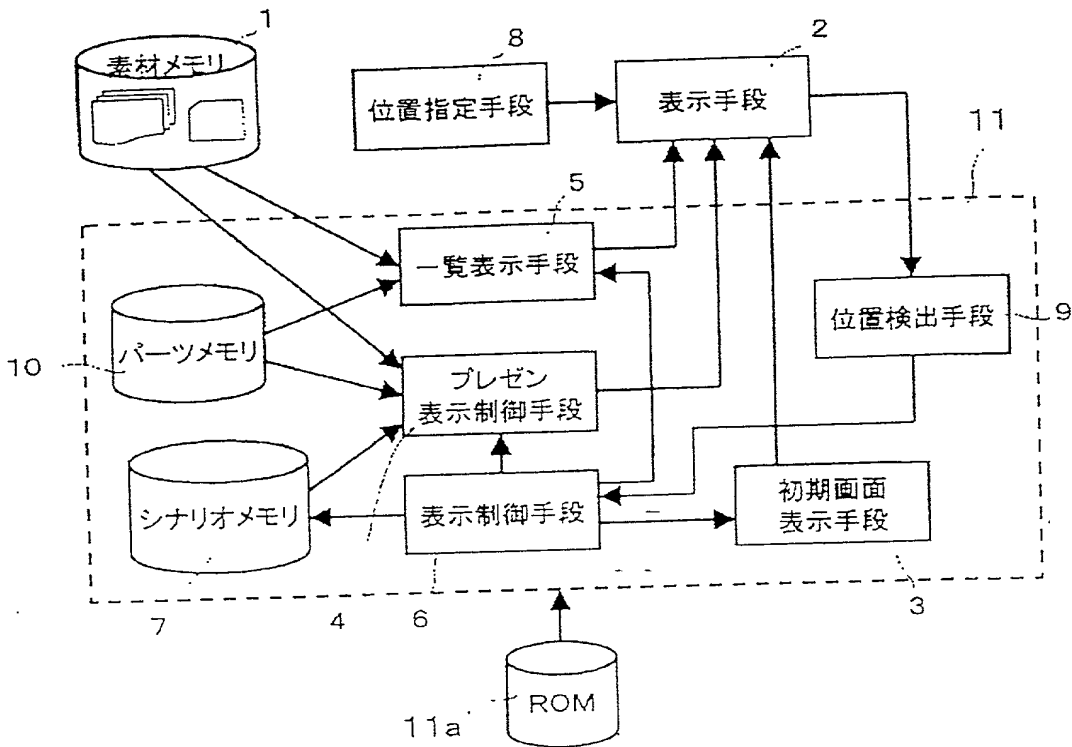 1
素材メモリ
8
位置指定手段
2
表示手段
11
5
一覧表示手段
位置検出手段
9
パーツメモリ
10
プレゼン
表示制御手段
シナリオメモリ
表示制御手段
初期画面
表示手段
7
4
6
3
ROM
11a